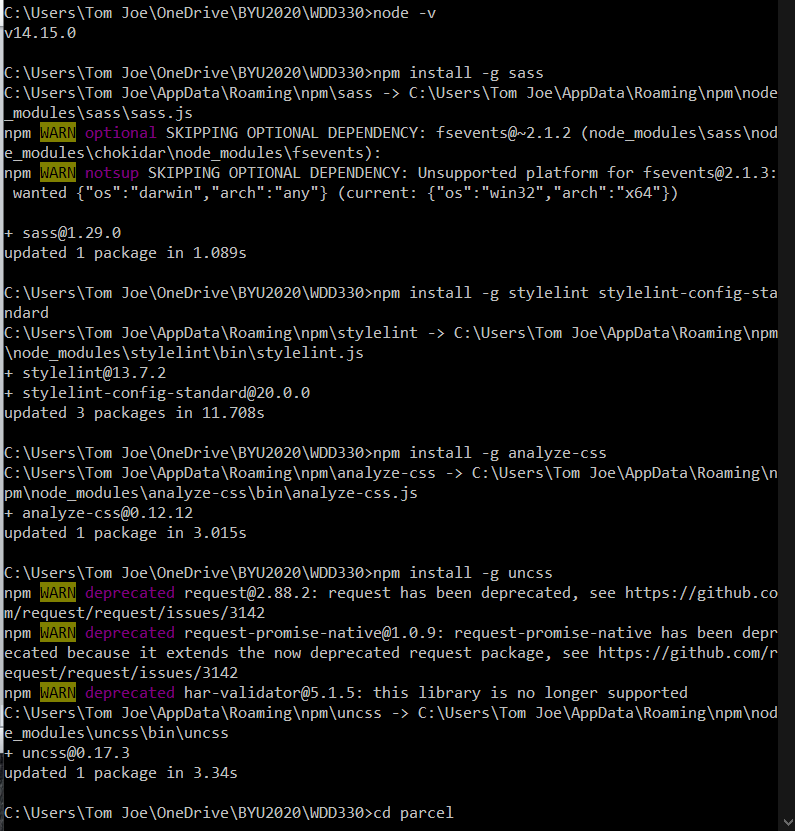 C:\Users\Tom Joe\OneDrive\BYU2020\WDD330>node -v
v14.15.0
C:\Users\Tom Joe\OneDrive\BYU2020\WDD330>npm install -g sass
C:\Users\Tom Joe\AppData\Roaming\npm\sass -> C:\Users\Tom Joe\AppData\Roaming\npm\node
_modules\sass\sass.js
npm WARN optional SKIPPING OPTIONAL DEPENDENCY: fsevents@~2.1.2 (node_modules\sass\nod
e_modules\chokidar\node_modules\fsevents):
npm WARN notsup SKIPPING OPTIONAL DEPENDENCY: Unsupported platform for fsevents@2.1.3:
 wanted {"os":"darwin","arch":"any"} (current: {"os":"win32","arch":"x64"})
+ sass@1.29.0
updated 1 package in 1.089s
C:\Users\Tom Joe\OneDrive\BYU2020\WDD330>npm install -g stylelint stylelint-config-sta
ndard
C:\Users\Tom Joe\AppData\Roaming\npm\stylelint -> C:\Users\Tom Joe\AppData\Roaming\npm
\node_modules\stylelint\bin\stylelint.js
+ stylelint@13.7.2
+ stylelint-config-standard@20.0.0
updated 3 packages in 11.708s
C:\Users\Tom Joe\OneDrive\BYU2020\WDD330>npm install -g analyze-css
C:\Users\Tom Joe\AppData\Roaming\npm\analyze-css -> C:\Users\Tom Joe\AppData\Roaming\n
pm\node_modules\analyze-css\bin\analyze-css.js
+ analyze-css@0.12.12
updated 1 package in 3.015s
C:\Users\Tom Joe\OneDrive\BYU2020\WDD330>npm install -g uncss
npm WARN deprecated request@2.88.2: request has been deprecated, see https://github.co
m/request/request/issues/3142
npm WARN deprecated request-promise-native@1.0.9: request-promise-native has been depr
ecated because it extends the now deprecated request package, see https://github.com/r
equest/request/issues/3142
npm WARN deprecated har-validator@5.1.5: this library is no longer supported
C:\Users\Tom Joe\AppData\Roaming\npm\uncss -> C:\Users\Tom Joe\AppData\Roaming\npm\nod
e_modules\uncss\bin\uncss
+ uncss@0.17.3
updated 1 package in 3.34s
C:\Users\Tom Joe\OneDrive\BYU2020\WDD330>cd parcel